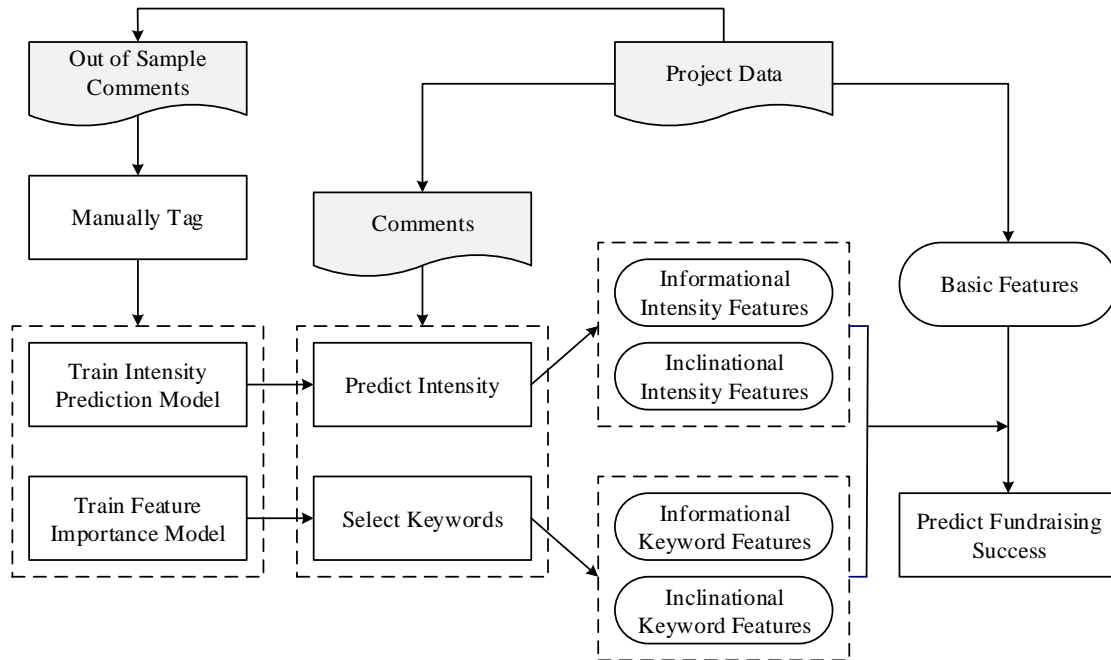 Out of Sample
Comments
Project Data
Manually Tag
Comments
Informational
Intensity Features
Inclinational
Intensity Features
Basic Features
Train Intensity
Prediction Model
Predict Intensity
Train Feature
Importance Model
Select Keywords
Informational
Keyword Features
Inclinational
Keyword Features
Predict Fundraising
Success